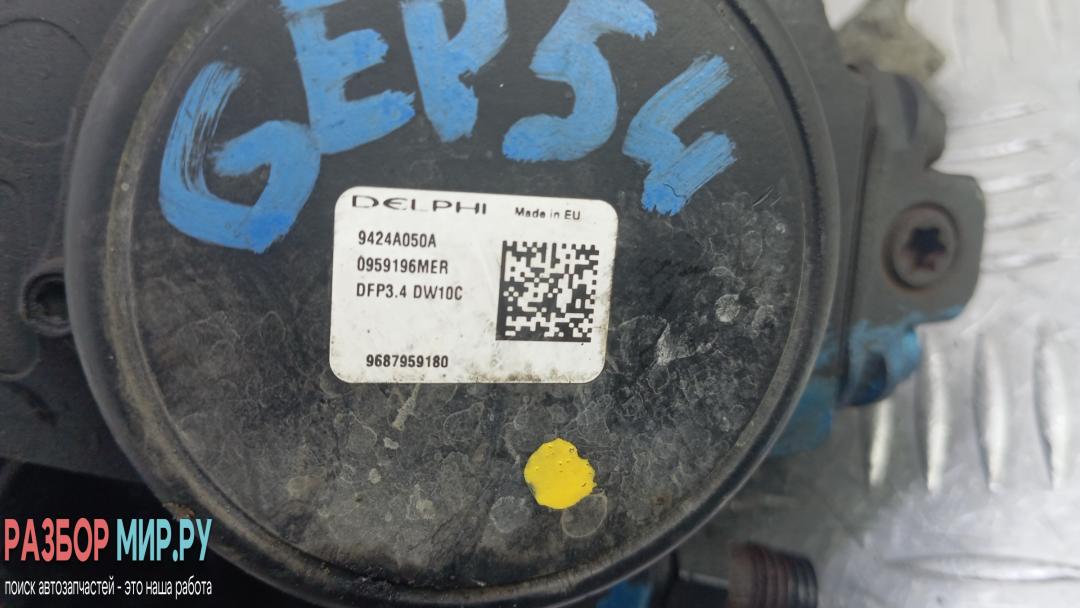 GEP54
DELPHI Made in EU
9424A050A
0959196MER
DFP3.4 DW10C
9687959180
РАЗБОР МИР.РУ
поиск автозапчастей - это наша работа